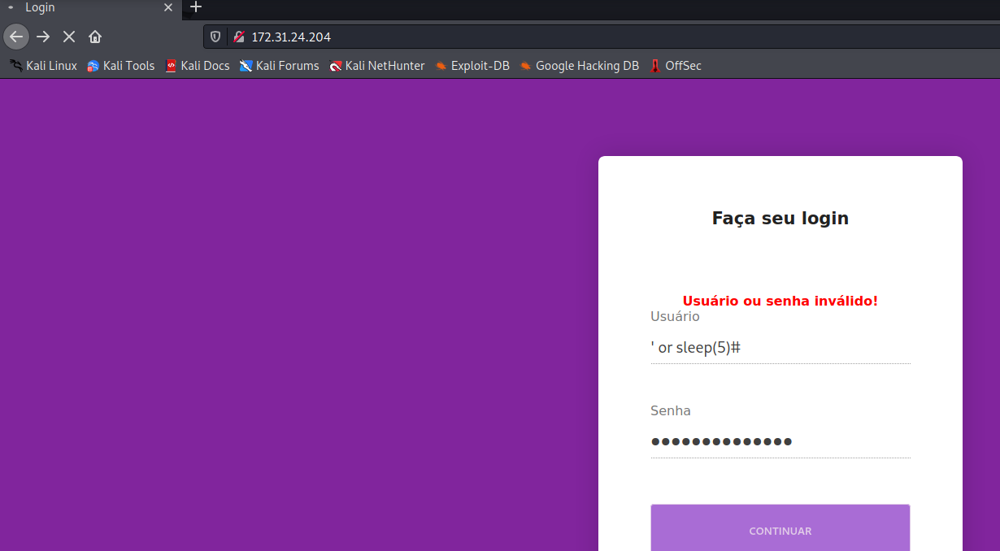 Login
172.31.24.204
Kali Linux Kali Tools Kali Docs Kali Forums Kali NetHunter Exploit-DB Google Hacking DB OffSec
Faça seu login
Usuário ou senha inválido!
Usuário
' or sleep(5)#
Senha
●●●●●●●●●●●●●●
CONTINUAR